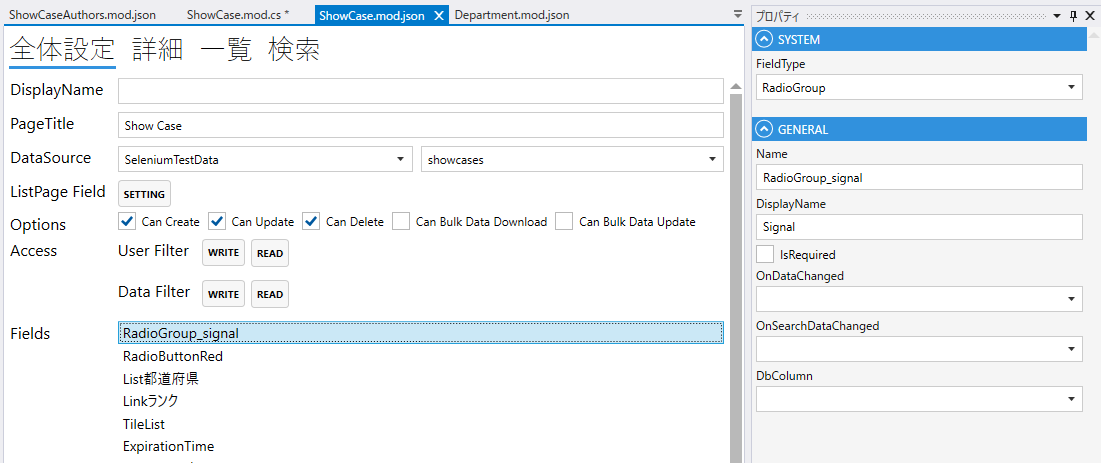 ShowCaseAuthors.mod.json ShowCase.mod.cs * ShowCase.mod.json Department.mod.json
全体設定 詳細 一覧 検索
DisplayName
PageTitle Show Case
DataSource SeleniumTestData showcases
ListPage Field SETTING
Options Can Create Can Update Can Delete Can Bulk Data Download Can Bulk Data Update
Access User Filter WRITE READ
Data Filter WRITE READ
Fields RadioGroup_signal
RadioButtonRed
List都道府県
Linkランク
TileList
ExpirationTime
プロパティ
SYSTEM
FieldType
RadioGroup
GENERAL
Name
RadioGroup_signal
DisplayName
Signal
IsRequired
OnDataChanged
OnSearchDataChanged
DbColumn